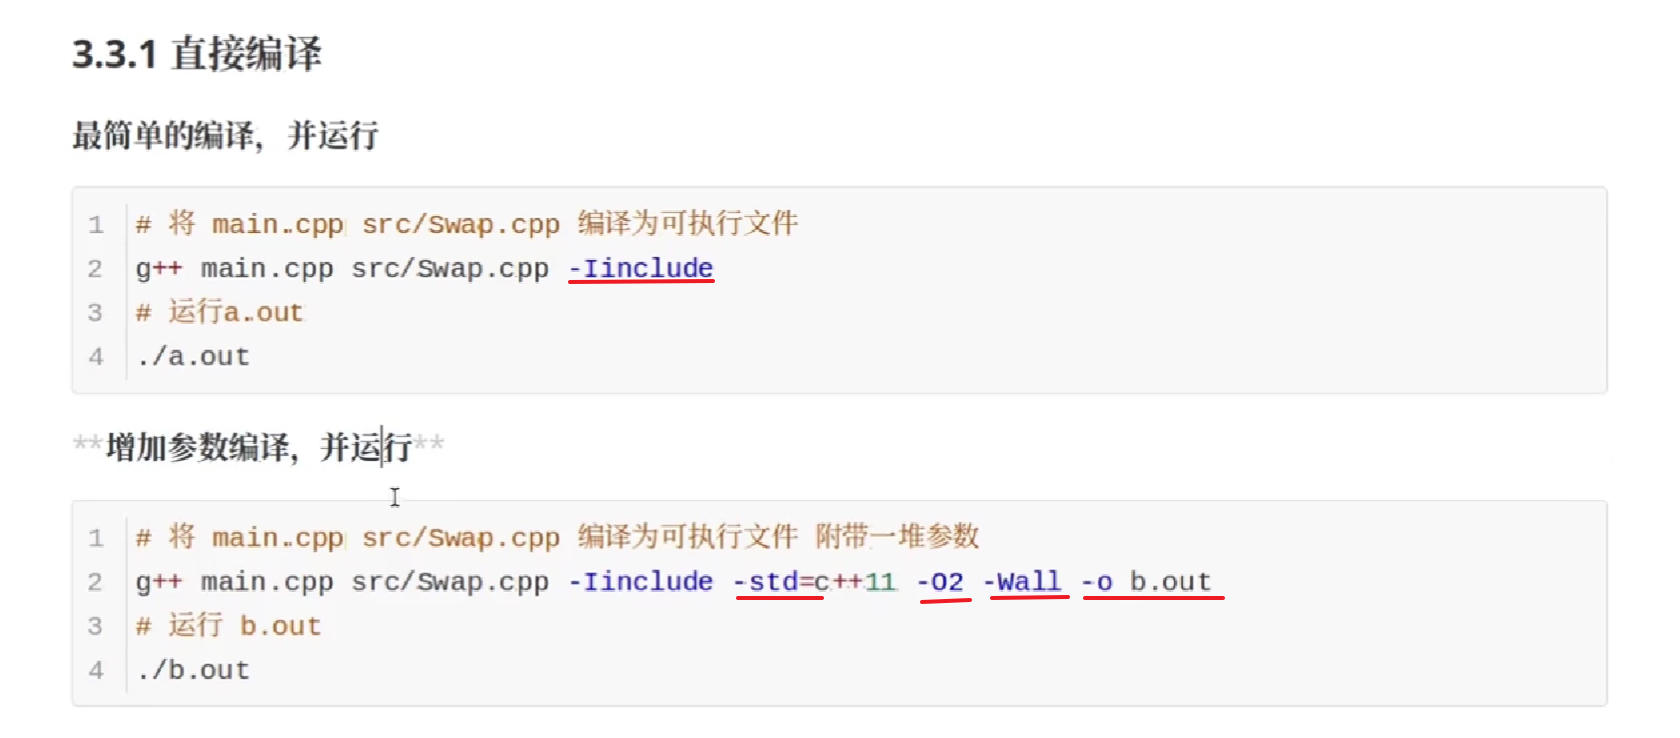 3.3.1 直接编译
最简单的编译，并运行
1 # 将 main.cpp src/Swap.cpp 编译为可执行文件
2 g++ main.cpp src/Swap.cpp -Iinclude
3 # 运行a.out
4 ./a.out
**增加参数编译，并运行**
1 # 将 main.cpp src/Swap.cpp 编译为可执行文件 附带一堆参数
2 g++ main.cpp src/Swap.cpp -Iinclude -std=c++11 -O2 -Wall -o b.out
3 # 运行 b.out
4 ./b.out